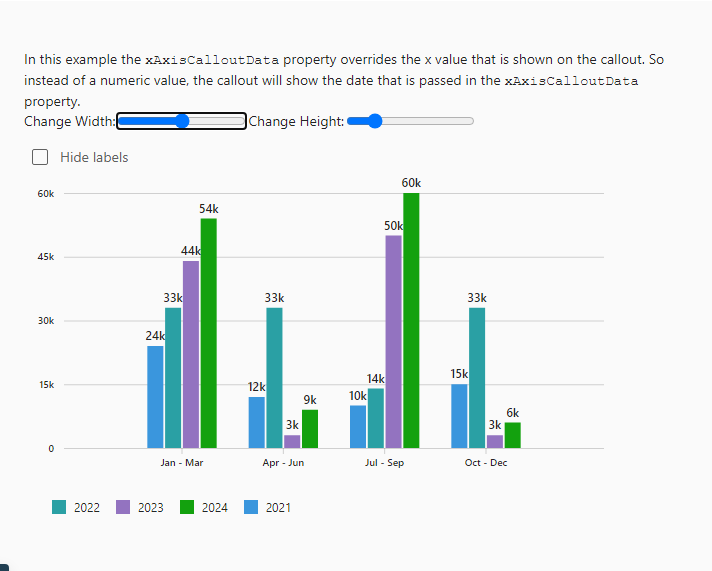 In this example the xAxisCalloutData property overrides the x value that is shown on the callout. So
instead of a numeric value, the callout will show the date that is passed in the xAxisCalloutData
property.
Change Width: Change Height:
Hide labels
60k
45k
30k
15k
0
24k 33k 44k 54k
12k 33k 3k 9k
10k 14k 50k 60k
15k 33k 3k 6k
Jan - Mar Apr - Jun Jul - Sep Oct - Dec
2022 2023 2024 2021